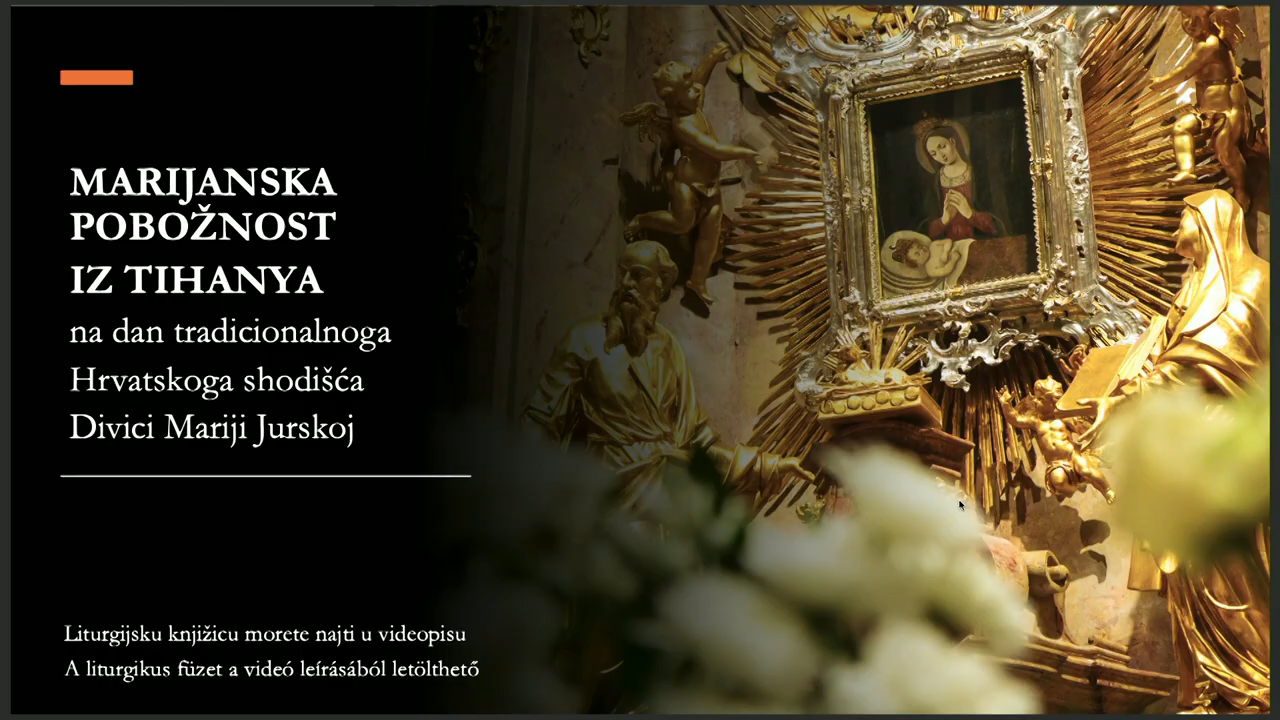 MARIJANSKA
POBOŽNOST
IZ TIHANYA
na dan tradicionalnoga
Hrvatskoga shodišća
Divici Mariji Jurskoj
Liturgijsku knjižicu morete najti u videopisu
A liturgikus füzet a videó leírásából letölthető